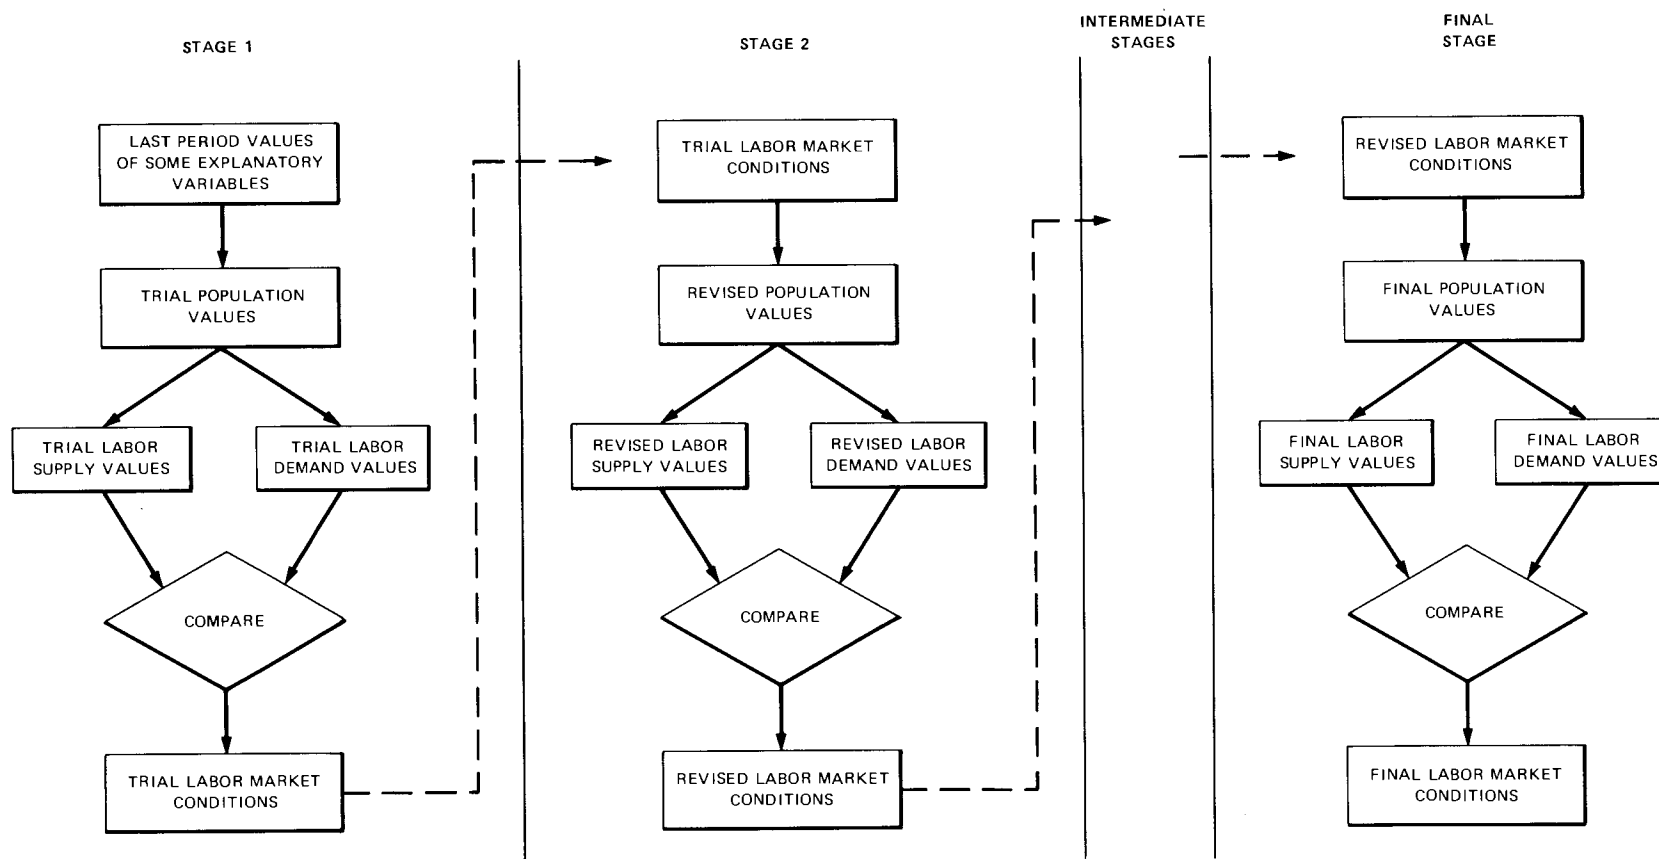 STAGE 1
LAST PERIOD VALUES
OF SOME EXPLANATORY
VARIABLES
TRIAL POPULATION
VALUES
TRIAL LABOR
SUPPLY VALUES
TRIAL LABOR
DEMAND VALUES
COMPARE
TRIAL LABOR MARKET
CONDITIONS
STAGE 2
TRIAL LABOR MARKET
CONDITIONS
REVISED POPULATION
VALUES
REVISED LABOR
SUPPLY VALUES
REVISED LABOR
DEMAND VALUES
COMPARE
REVISED LABOR MARKET
CONDITIONS
INTERMEDIATE
STAGES
FINAL
STAGE
REVISED LABOR MARKET
CONDITIONS
FINAL POPULATION
VALUES
FINAL LABOR
SUPPLY VALUES
FINAL LABOR
DEMAND VALUES
COMPARE
FINAL LABOR MARKET
CONDITIONS